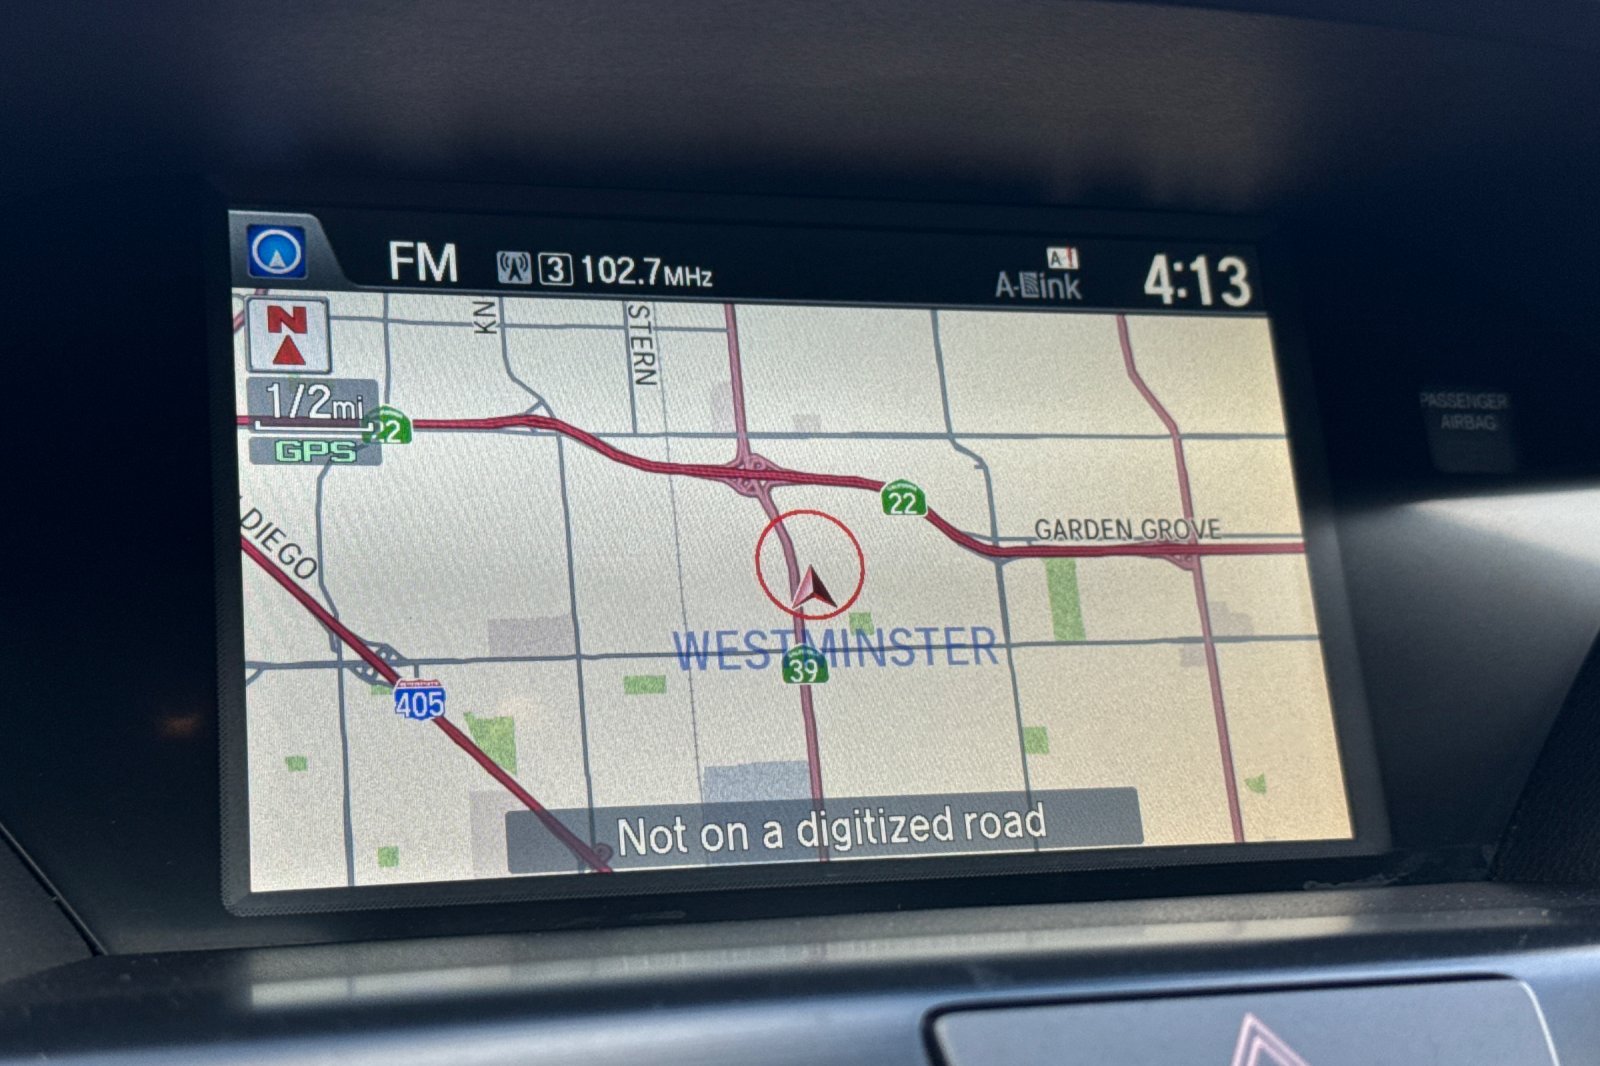 FM
3
102.7MHz
A-!
A-Link
4:13
N
1/2mi
GPS
KN
STERN
22
22
GARDEN GROVE
DIEGO
WESTMINSTER
39
405
Not on a digitized road
PASSENGER
AIRBAG